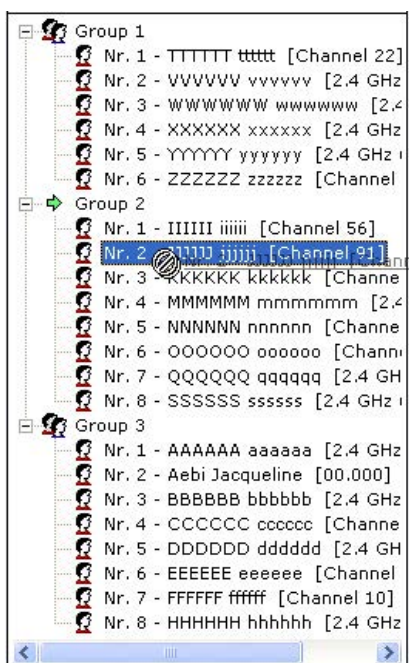 Group 1
Nr. 1 - TTTTTT tttttt [Channel 22]
Nr. 2 - VVVVVV vvvvvv [2.4 GHz
Nr. 3 - WWWWWW wwwwww [2.4
Nr. 4 - XXXXXX xxxxxx [2.4 GHz
Nr. 5 - YYYYYY yyyyyy [2.4 GHz
Nr. 6 - ZZZZZZ zzzzzz [Channel
Group 2
Nr. 1 - IIIIII iiiiii [Channel 56]
Nr. 2 JJJJJJ jjjjjj [Channel 91]
Nr. 3 - KKKKKK kkkkkk [Channe
Nr. 4 - MMMMMM mmmmmm [2.4
Nr. 5 - NNNNNN nnnnnn [Channe
Nr. 6 - OOOOOO oooooo [Chann
Nr. 7 - QQQQQQ qqqqqq [2.4 GH
Nr. 8 - SSSSSS ssssss [2.4 GHz
Group 3
Nr. 1 - AAAAAA aaaaaa [2.4 GHz
Nr. 2 - Aebi Jacqueline [00.000]
Nr. 3 - BBBBBB bbbbbb [2.4 GHz
Nr. 4 - CCCCCC cccccc [Channe
Nr. 5 - DDDDDD dddddd [2.4 GH
Nr. 6 - EEEEEE eeeeee [Channel
Nr. 7 - FFFFFF ffffff [Channel 10]
Nr. 8 - HHHHHH hhhhhh [2.4 GHz